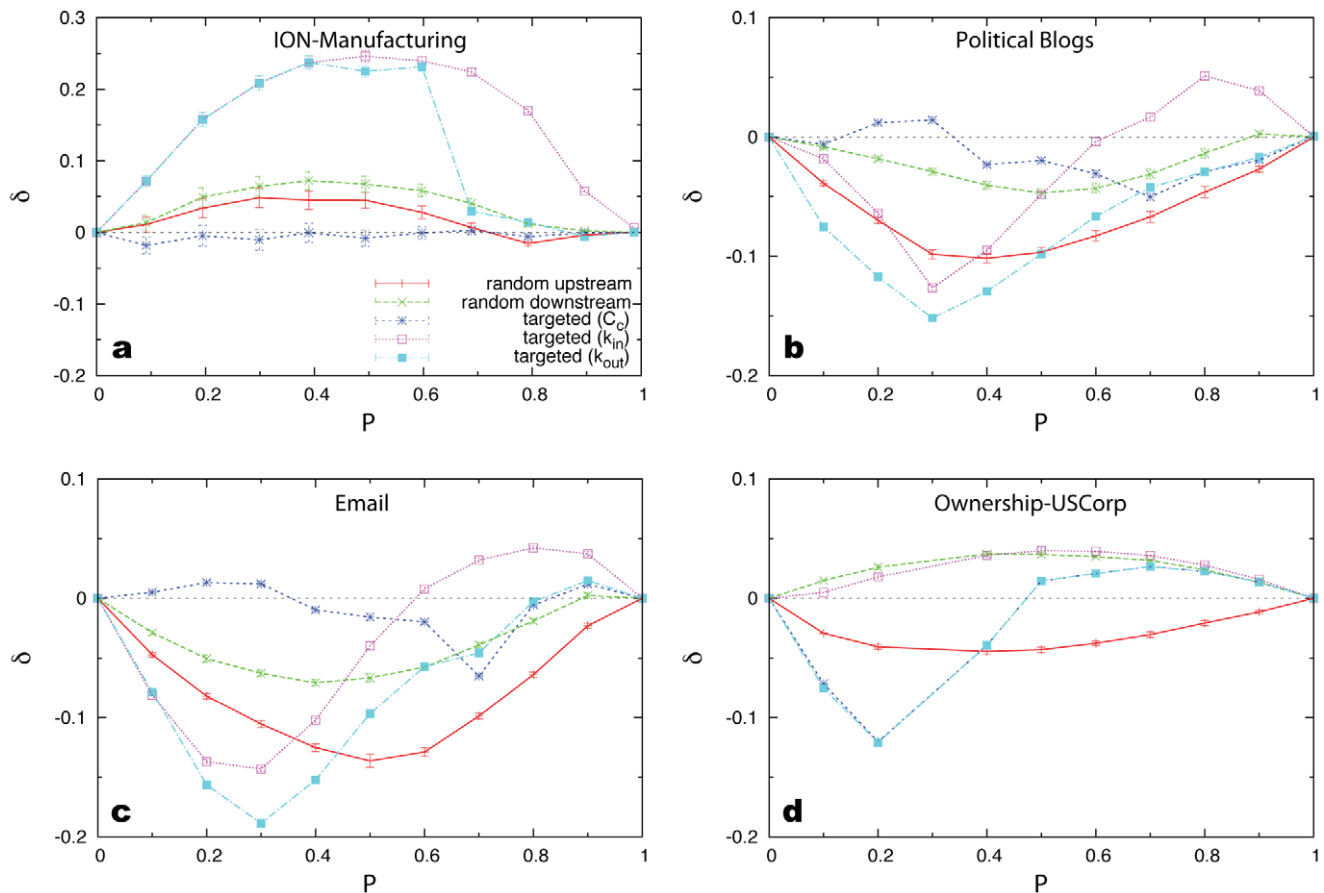 ION-Manufacturing
0.3
0.2
0.1
0
-0.1
-0.2
δ
random upstream
random downstream
targeted (C_c)
targeted (k_in)
targeted (k_out)
a
0 0.2 0.4 0.6 0.8 1
P
Political Blogs
0.1
0
-0.1
-0.2
δ
b
0 0.2 0.4 0.6 0.8 1
P
Email
0.1
0
-0.1
-0.2
δ
c
0 0.2 0.4 0.6 0.8 1
P
Ownership-USCorp
0.1
0
-0.1
-0.2
δ
d
0 0.2 0.4 0.6 0.8 1
P